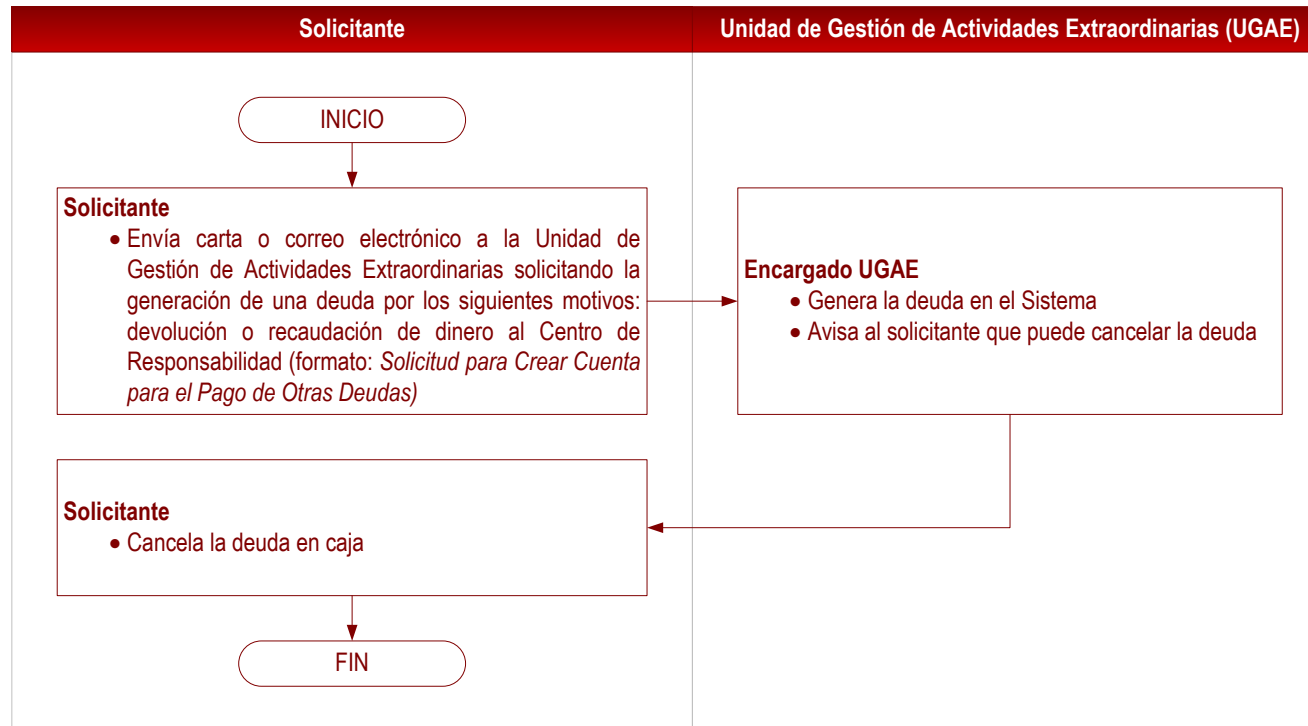 Solicitante
Unidad de Gestión de Actividades Extraordinarias (UGAE)
INICIO
Solicitante
• Envía carta o correo electrónico a la Unidad de
Gestión de Actividades Extraordinarias solicitando la
generación de una deuda por los siguientes motivos:
devolución o recaudación de dinero al Centro de
Responsabilidad (formato: Solicitud para Crear Cuenta
para el Pago de Otras Deudas)
Encargado UGAE
• Genera la deuda en el Sistema
• Avisa al solicitante que puede cancelar la deuda
Solicitante
• Cancela la deuda en caja
FIN